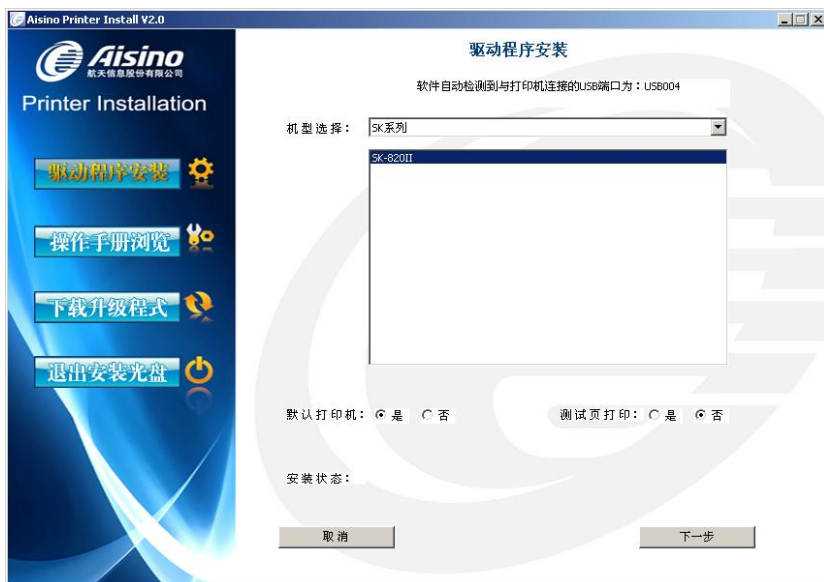 Aisino Printer Install V2.0
Aisino
航天信息股份有限公司
Printer Installation
驱动程序安装
操作手册浏览
下载升级程式
退出安装光盘
驱动程序安装
软件自动检测到与打印机连接的USB端口为：USB004
机型选择： SK系列
SK-820II
默认打印机： 是 否 测试页打印： 是 否
安装状态：
取消 下一步